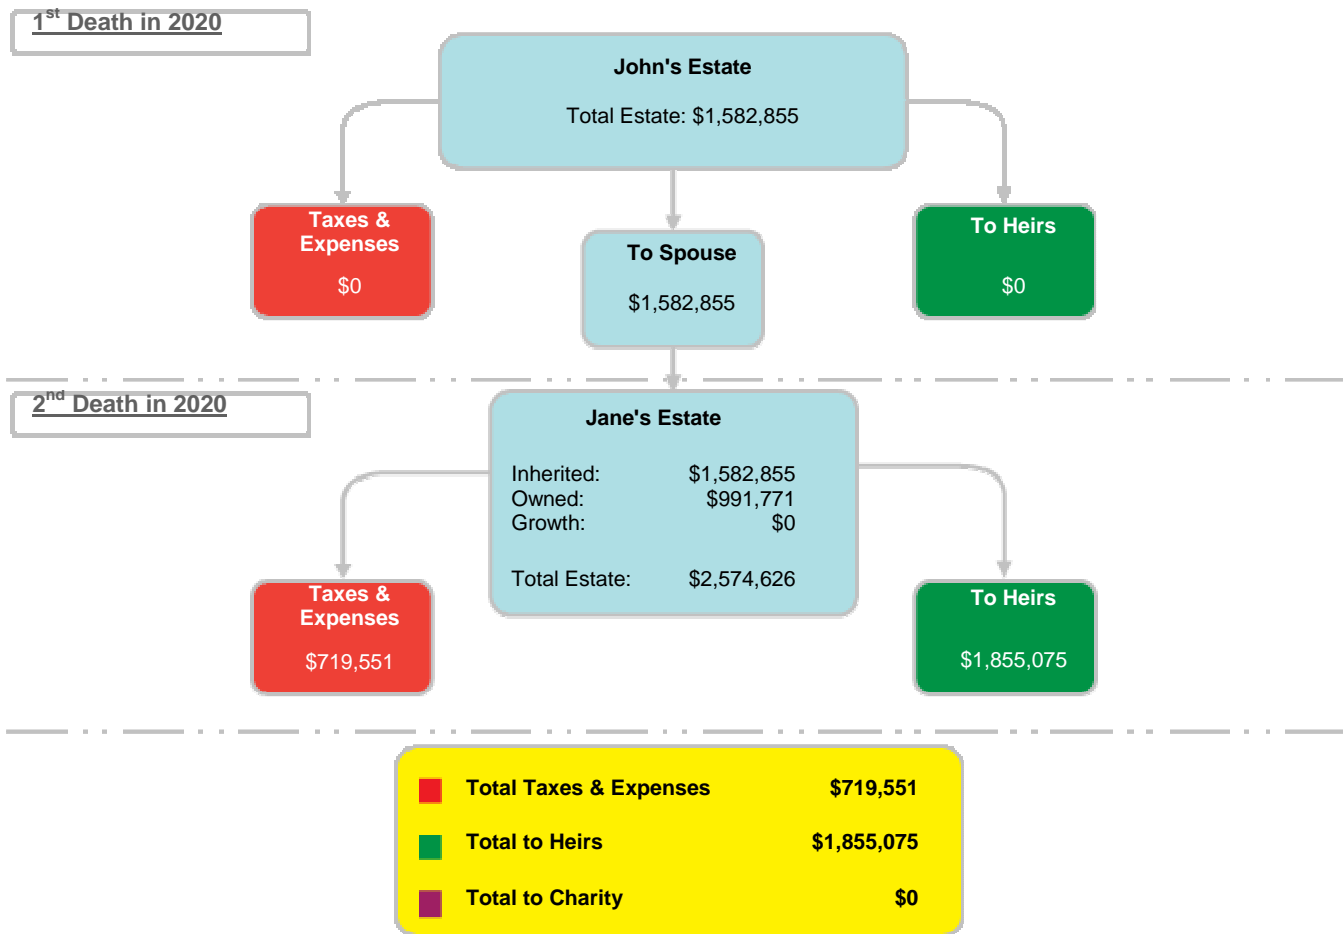 1st Death in 2020
John's Estate
Total Estate: $1,582,855
Taxes &
Expenses
$0
To Spouse
$1,582,855
To Heirs
$0
2nd Death in 2020
Jane's Estate
Inherited: $1,582,855
Owned: $991,771
Growth: $0
Total Estate: $2,574,626
Taxes &
Expenses
$719,551
To Heirs
$1,855,075
Total Taxes & Expenses $719,551
Total to Heirs $1,855,075
Total to Charity $0